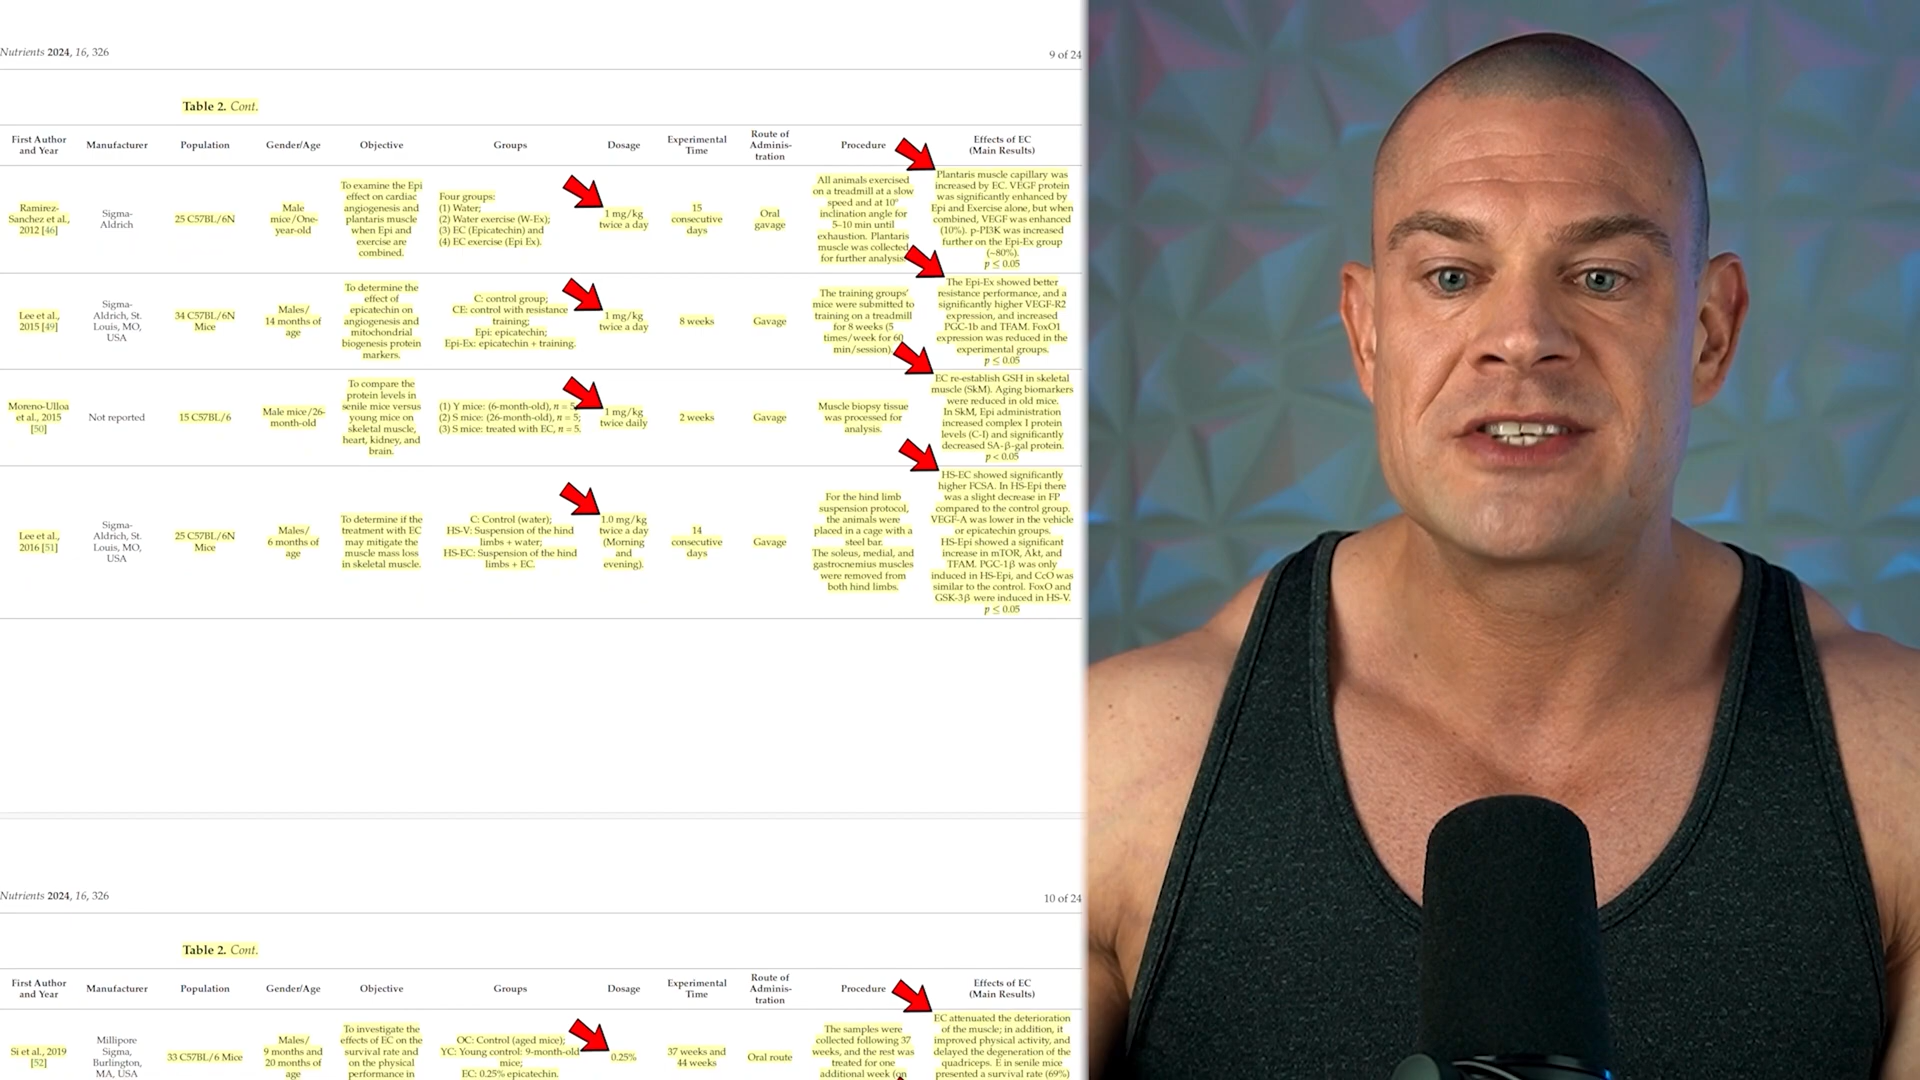 Nutrients 2024, 16, 326
9 of 24
Table 2. Cont.
First Author
and Year
Manufacturer
Population
Gender/Age
Objective
Groups
Dosage
Experimental
Time
Route of
Adminis-
tration
Procedure
Effects of EC
(Main Results)
Ramirez-
Sanchez et al.,
2012 [46]
Sigma-
Aldrich
25 C57BL/6N
Male
mice/One-
year-old
To examine the Epi
effect on cardiac
angiogenesis and
plantaris muscle
when Epi and
exercise are
combined.
Four groups:
(1) Water;
(2) Water exercise (W-Ex);
(3) EC (Epicatechin) and
(4) EC exercise (Epi Ex).
1 mg/kg
twice a day
15
consecutive
days
Oral
gavage
All animals exercised
on a treadmill at a slow
speed and at 10°
inclination angle for
5–10 min until
exhaustion. Plantaris
muscle was collected
for further analysis.
Plantaris muscle capillary was
increased by EC. VEGF protein
was significantly enhanced by
Epi and Exercise alone, but when
combined, VEGF was enhanced
(10%). p-PI3K was increased
further on the Epi-Ex group
(~80%).
p ≤ 0.05
Lee et al.,
2015 [49]
Sigma-
Aldrich, St.
Louis, MO,
USA
34 C57BL/6N
Mice
Males/
14 months of
age
To determine the
effect of
epicatechin on
angiogenesis and
mitochondrial
biogenesis protein
markers.
C: control group;
CE: control with resistance
training;
Epi: epicatechin;
Epi-Ex: epicatechin + training.
1 mg/kg
twice a day
8 weeks
Gavage
The training groups'
mice were submitted to
training on a treadmill
for 8 weeks (5
times/week for 60
min/session).
The Epi-Ex showed better
resistance performance, and a
significantly higher VEGF-R2
expression, and increased
PGC-1b and TFAM. FoxO1
expression was reduced in the
experimental groups.
p ≤ 0.05
Moreno-Ulloa
et al., 2015
[50]
Not reported
15 C57BL/6
Male mice/26-
month-old
To compare the
protein levels in
senile mice versus
young mice on
skeletal muscle,
heart, kidney, and
brain.
(1) Y mice: (6-month-old), n = 5;
(2) S mice: (26-month-old), n = 5;
(3) S mice: treated with EC, n = 5.
1 mg/kg
twice daily
2 weeks
Gavage
Muscle biopsy tissue
was processed for
analysis.
EC re-establish GSH in skeletal
muscle (SkM). Aging biomarkers
were reduced in old mice.
In SkM, Epi administration
increased complex I protein
levels (C-I) and significantly
decreased SA-β-gal protein.
p < 0.05
Lee et al.,
2016 [51]
Sigma-
Aldrich, St.
Louis, MO,
USA
25 C57BL/6N
Mice
Males/
6 months of
age
To determine if the
treatment with EC
may mitigate the
muscle mass loss
in skeletal muscle.
C: Control (water);
HS-V: Suspension of the hind
limbs + water;
HS-EC: Suspension of the hind
limbs + EC.
1.0 mg/kg
twice a day
(Morning
and
evening).
14
consecutive
days
Gavage
For the hind limb
suspension protocol,
the animals were
placed in a cage with a
steel bar.
The soleus, medial, and
gastrocnemius muscles
were removed from
both hind limbs.
HS-EC showed significantly
higher FCSA. In HS-Epi there
was a slight decrease in FP
compared to the control group.
VEGF-A was lower in the vehicle
or epicatechin groups.
HS-Epi showed a significant
increase in mTOR, Akt, and
TFAM. PGC-1β was only
induced in HS-Epi, and CcO was
similar to the control. FoxO and
GSK-3β were induced in HS-V.
p ≤ 0.05
Nutrients 2024, 16, 326
10 of 24
Table 2. Cont.
First Author
and Year
Manufacturer
Population
Gender/Age
Objective
Groups
Dosage
Experimental
Time
Route of
Adminis-
tration
Procedure
Effects of EC
(Main Results)
Si et al., 2019
[52]
Millipore
Sigma,
Burlington,
MA, USA
33 C57BL/6 Mice
Males/
9 months and
20 months of
age
To investigate the
effects of EC on the
survival rate and
on the physical
performance in
OC: Control (aged mice);
YC: Young control: 9-month-old
mice;
EC: 0.25% epicatechin.
0.25%
37 weeks and
44 weeks
Oral route
The samples were
collected following 37
weeks, and the rest was
treated for one
additional week (on
EC attenuated the deterioration
of the muscle; in addition, it
improved physical activity, and
delayed the degeneration of the
quadriceps. E in senile mice
presented a survival rate (69%)